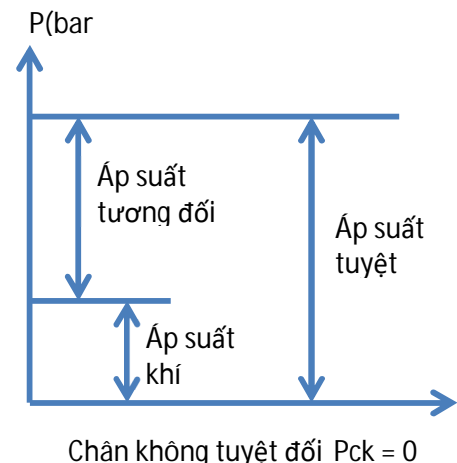 P(bar
Áp suất
tương đối
Áp suất
tuyệt
Áp suất
khí
Chân không tuyệt đối Pck = 0